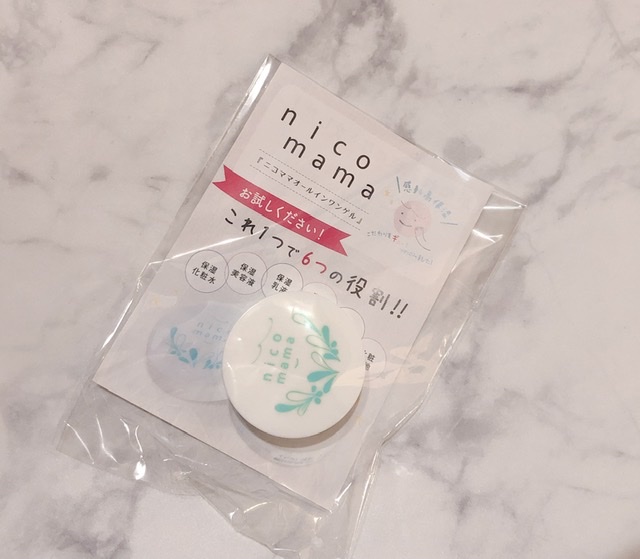 nico
mama
『ニコママオールインワンゲル』
お試しください!
これ1つで6つの役割!!
保湿
化粧水
保湿
美容液
保湿
乳液
nico
mama
nico
mama